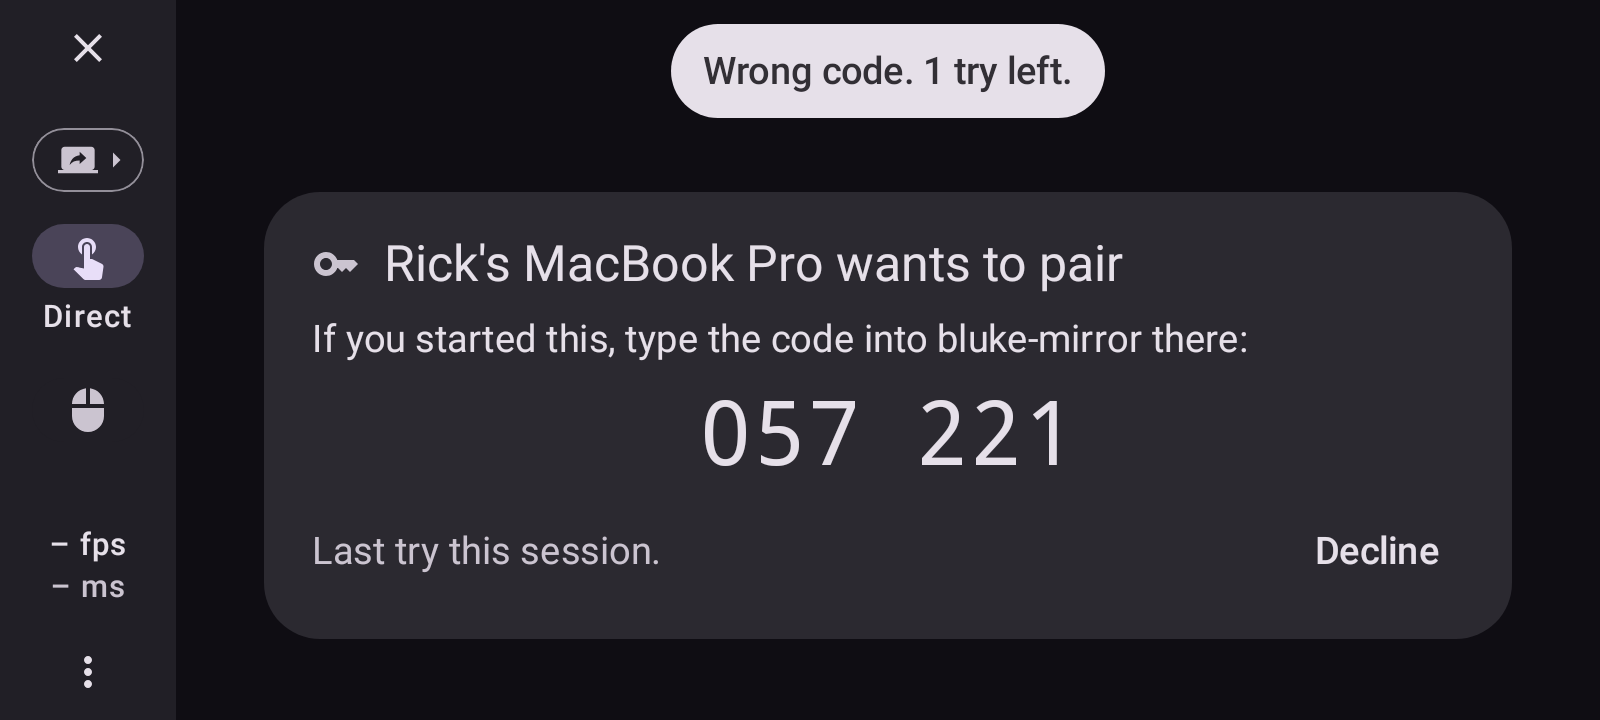 Wrong code. 1 try left.
Rick's MacBook Pro wants to pair
If you started this, type the code into bluke-mirror there:
057 221
Last try this session.
Decline
Direct
– fps
– ms